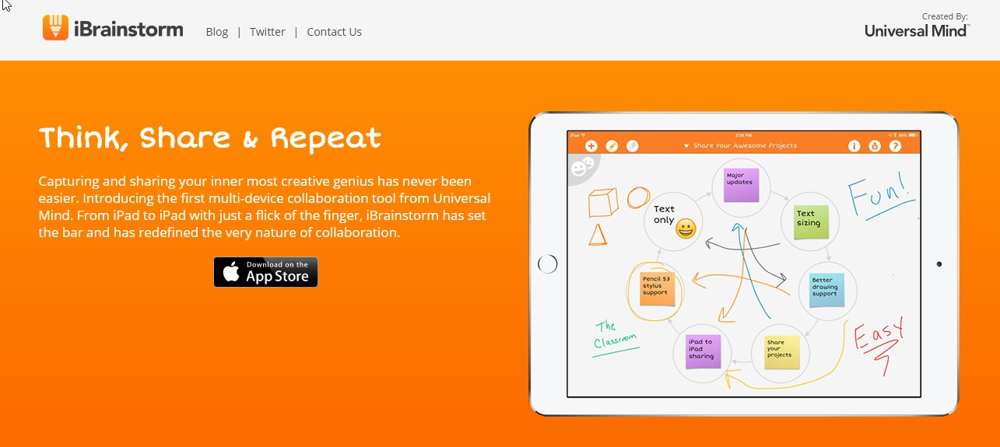 iBrainstorm
Blog | Twitter | Contact Us
Created By:
Universal Mind
Think, Share & Repeat
Capturing and sharing your inner most creative genius has never been
easier. Introducing the first multi-device collaboration tool from Universal
Mind. From iPad to iPad with just a flick of the finger, iBrainstorm has set
the bar and has redefined the very nature of collaboration.
Download on the
App Store
iPad
Share Your Awesome Projects
i
?
Major
updates
Text
only
Text
sizing
Fun!
Pencil 53
stylus
support
Better
drawing
support
The
Classroom
iPad to
iPad
sharing
Share
your
projects
Easy